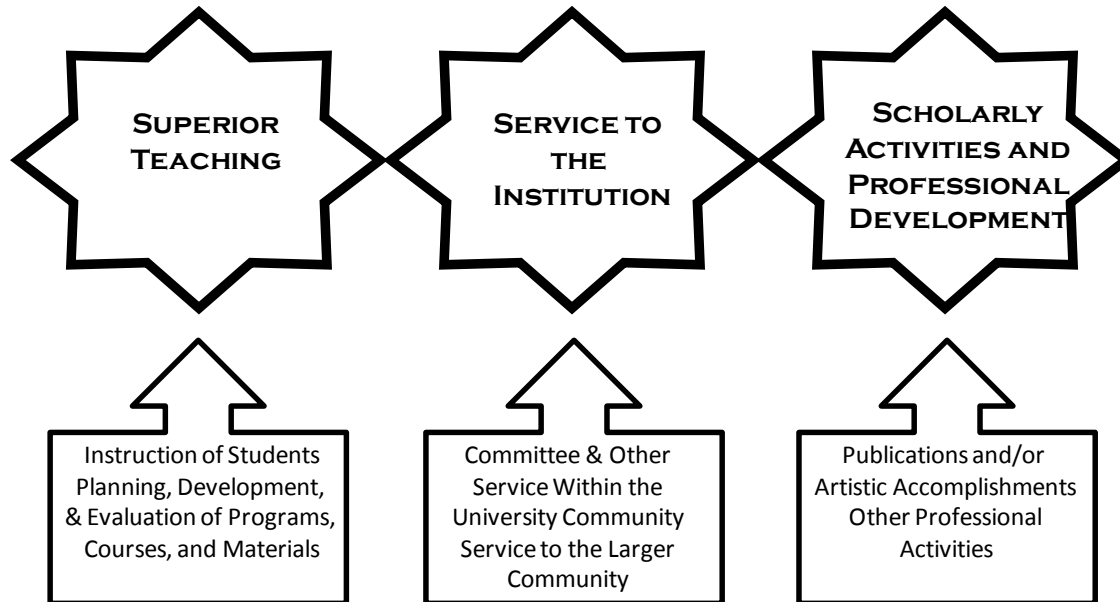 SUPERIOR
TEACHING
SERVICE TO
THE
INSTITUTION
SCHOLARLY
ACTIVITIES AND
PROFESSIONAL
DEVELOPMENT
Instruction of Students
Planning, Development,
& Evaluation of Programs,
Courses, and Materials
Committee & Other
Service Within the
University Community
Service to the Larger
Community
Publications and/or
Artistic Accomplishments
Other Professional
Activities